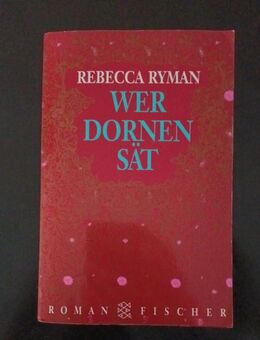 REBECCA RYMAN
WER
DORNEN
SÄT
ROMAN FISCHER